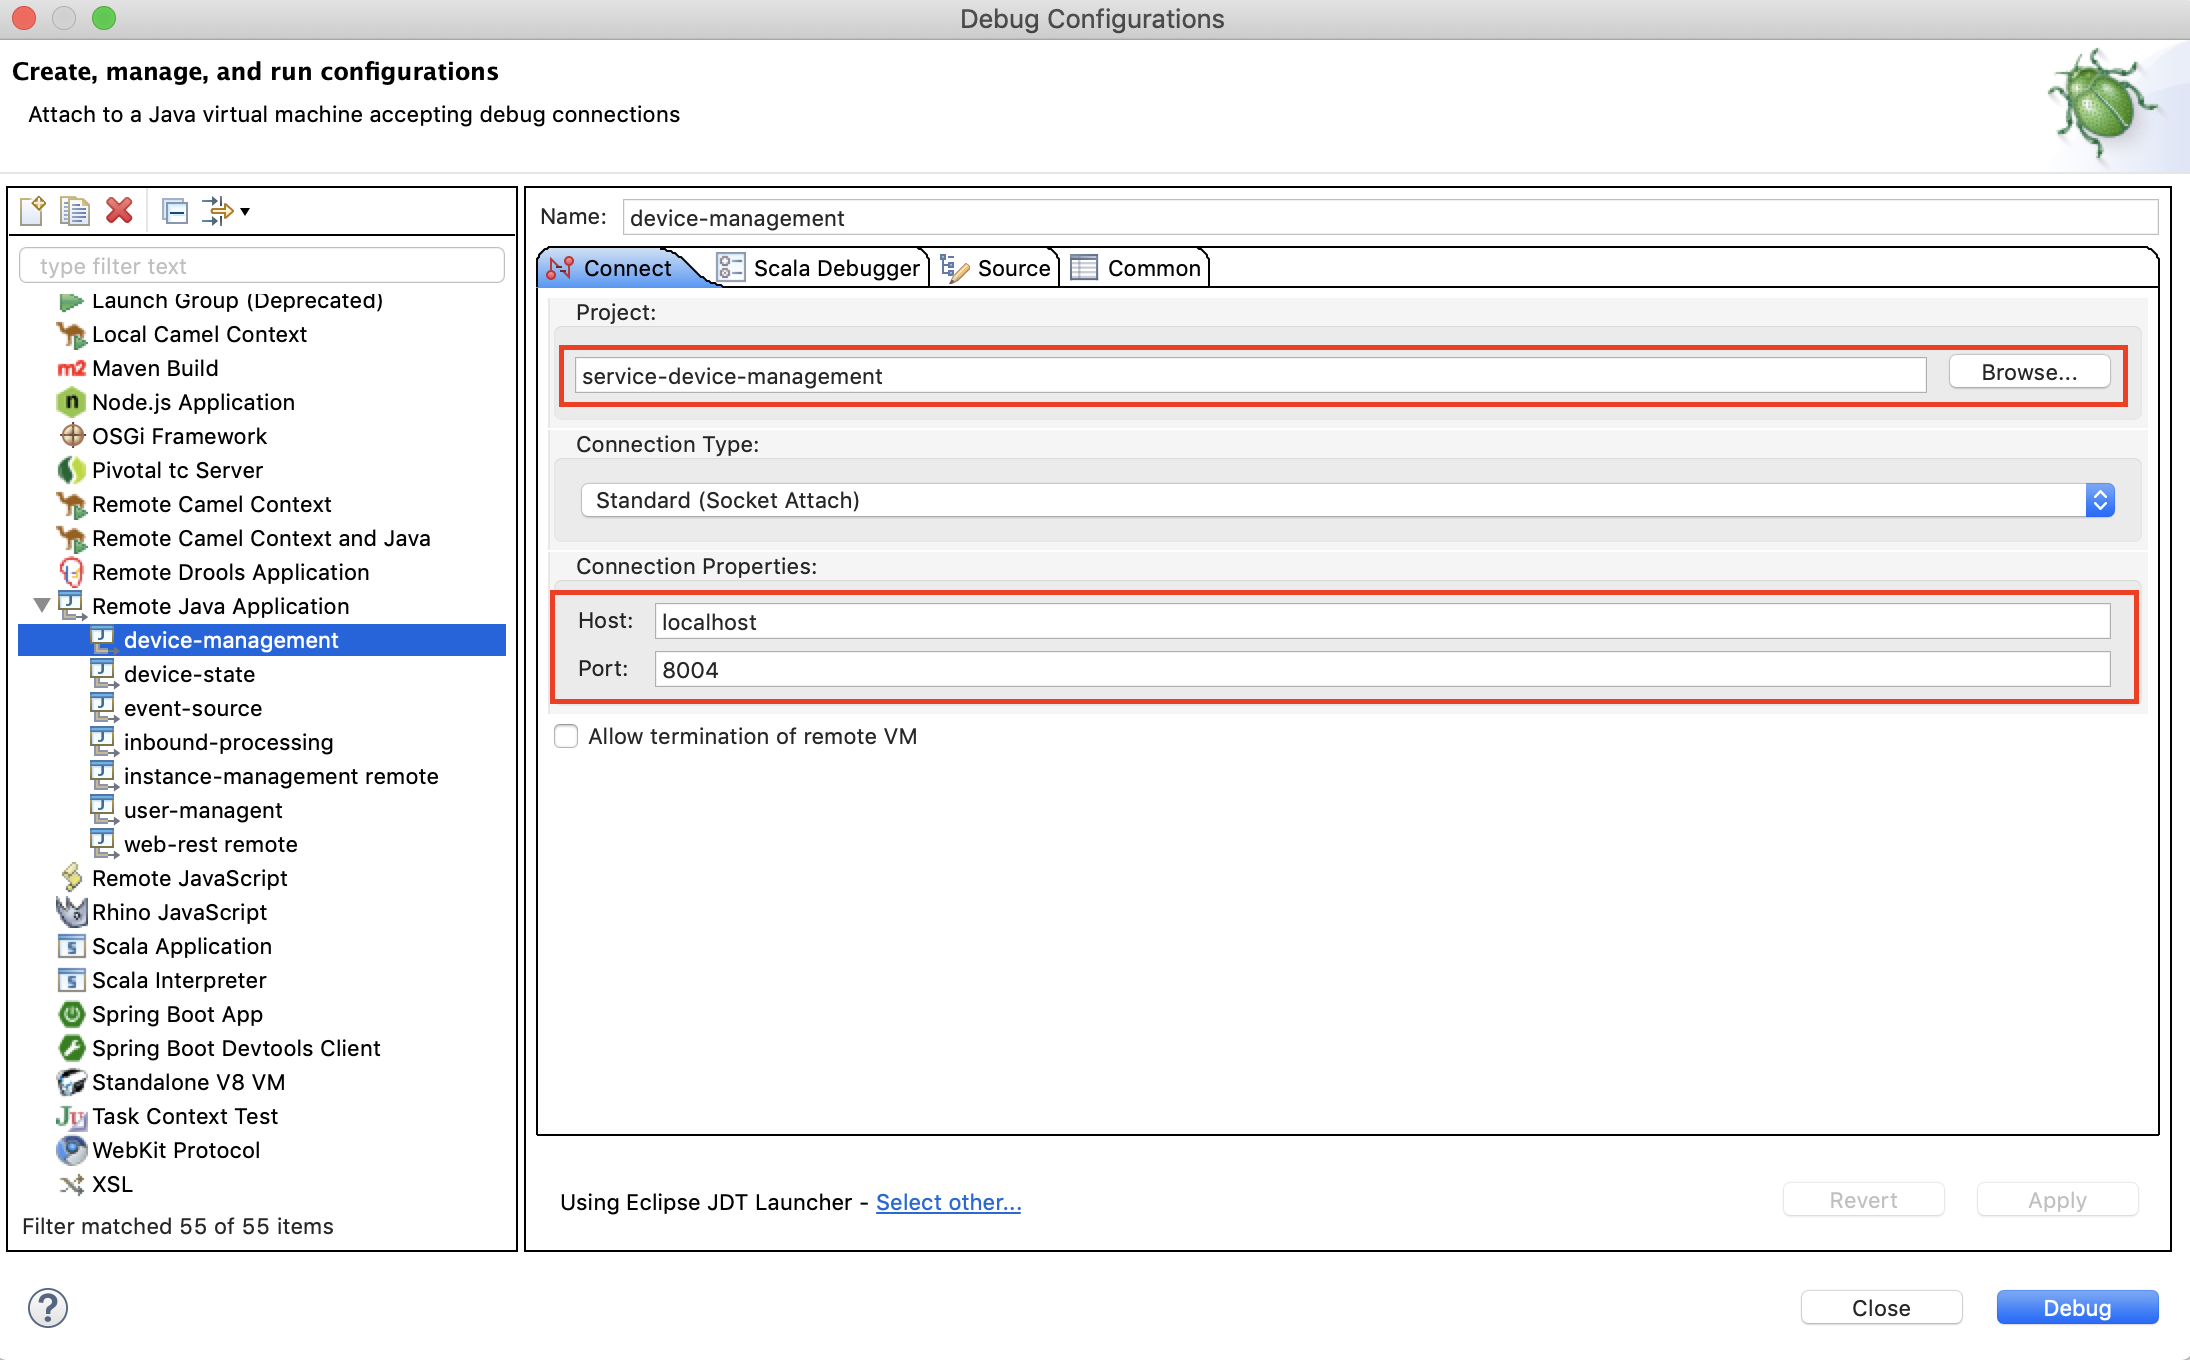 Debug Configurations
Create, manage, and run configurations
Attach to a Java virtual machine accepting debug connections
type filter text
Launch Group (Deprecated)
Local Camel Context
m2 Maven Build
n Node.js Application
OSGi Framework
Pivotal tc Server
Remote Camel Context
Remote Camel Context and Java
Remote Drools Application
Remote Java Application
device-management
device-state
event-source
inbound-processing
instance-management remote
user-managent
web-rest remote
Remote JavaScript
Rhino JavaScript
S Scala Application
S Scala Interpreter
Spring Boot App
Spring Boot Devtools Client
Standalone V8 VM
Ju Task Context Test
WebKit Protocol
XSL
Filter matched 55 of 55 items
Name: device-management
Connect Scala Debugger Source Common
Project:
service-device-management Browse...
Connection Type:
Standard (Socket Attach)
Connection Properties:
Host: localhost
Port: 8004
Allow termination of remote VM
Using Eclipse JDT Launcher - Select other...
Revert Apply
? Close Debug